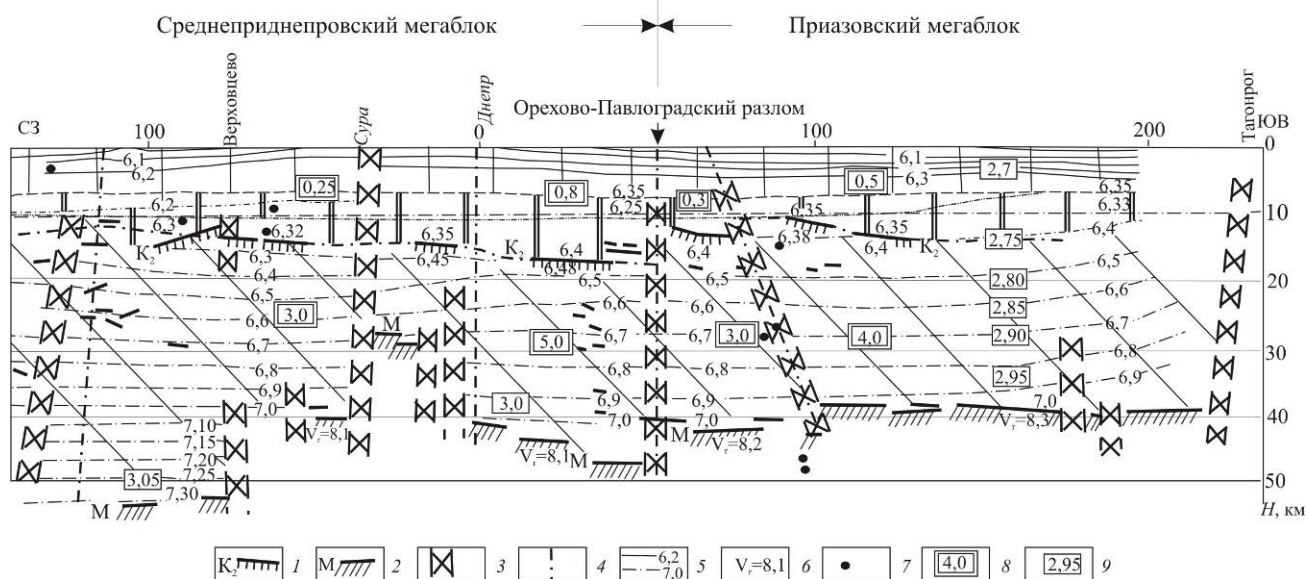 Среднеприднепровский мегаблок Приазовский мегаблок
Орехово-Павлоградский разлом
СЗ 100 Верховцево Сура Днепр 0 100 200 Тагонрог ЮВ
0
6,1 6,1
6,2 6,3 2,7
0,25 0,8 6,35 0,3 0,5 6,35
6,2 6,25 6,35 6,33
10
6,3 6,32 6,35 6,38 6,35 6,4
K₂ 6,3 6,45 K₂ 6,4 6,4 6,4 K₂ 2,75
6,4 6,48 6,5 6,5 6,5 2,80
20
6,5 6,6 6,6 6,6 2,85
6,6 3,0
6,7 M 5,0 6,7 3,0 4,0 2,90 6,7
30
6,8 6,8 6,8 6,8
6,9 6,9 6,9 2,95 6,9
7,0 3,0 7,0 7,0 7,0
40
7,10 Vᵣ=8,1 M Vᵣ=8,2 Vᵣ=8,3
7,15 Vᵣ=8,1
7,20 M
7,25
3,05
50
7,30
M
H, км
K₂ 1 M 2 3 4 6,2 7,0 5 Vᵣ=8,1 6 7 4,0 8 2,95 9